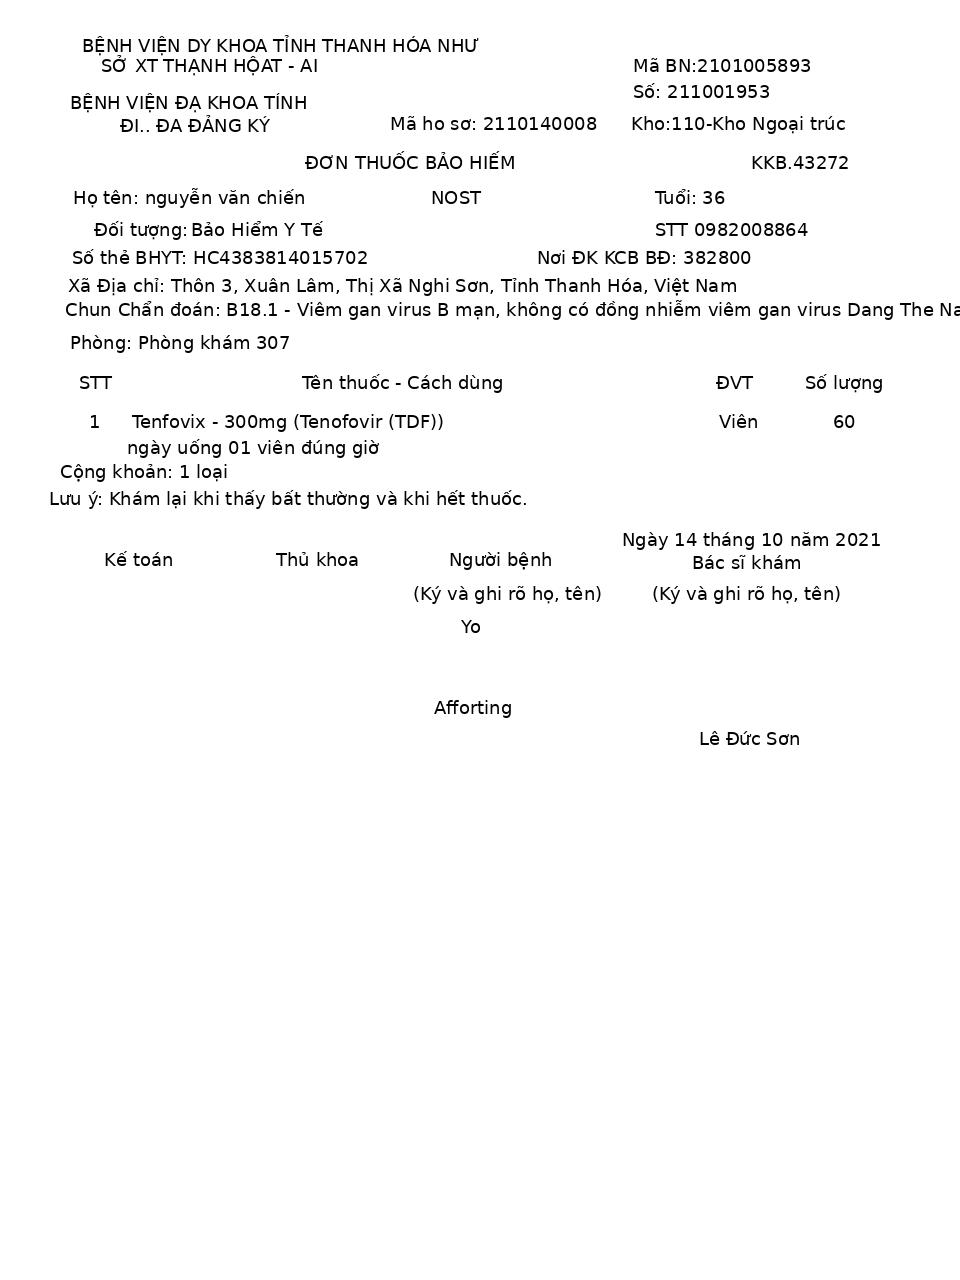 BỆNH VIỆN DY KHOA TỈNH THANH HÓA NHƯ
SỞ XT THẠNH HỘAT - AI
Mã BN:2101005893
Số: 211001953
BỆNH VIỆN ĐẠ KHOA TÍNH
ĐI.. ĐA ĐẢNG KÝ
Mã ho sơ: 2110140008
Kho:110-Kho Ngoại trúc
ĐƠN THUỐC BẢO HIẾM
KKB.43272
Họ tên: nguyễn văn chiến
NOST
Tuổi: 36
Đối tượng: Bảo Hiểm Y Tế
STT 0982008864
Số thẻ BHYT: HC4383814015702
Nơi ĐK KCB BĐ: 382800
Xã Địa chỉ: Thôn 3, Xuân Lâm, Thị Xã Nghi Sơn, Tỉnh Thanh Hóa, Việt Nam
Chun Chẩn đoán: B18.1 - Viêm gan virus B mạn, không có đồng nhiễm viêm gan virus Dang The Na
Phòng: Phòng khám 307
STT Tên thuốc - Cách dùng ĐVT Số lượng
1 Tenfovix - 300mg (Tenofovir (TDF)) Viên 60
ngày uống 01 viên đúng giờ
Cộng khoản: 1 loại
Lưu ý: Khám lại khi thấy bất thường và khi hết thuốc.
Ngày 14 tháng 10 năm 2021
Kế toán Thủ khoa Người bệnh Bác sĩ khám
(Ký và ghi rõ họ, tên) (Ký và ghi rõ họ, tên)
Yo
Afforting
Lê Đức Sơn